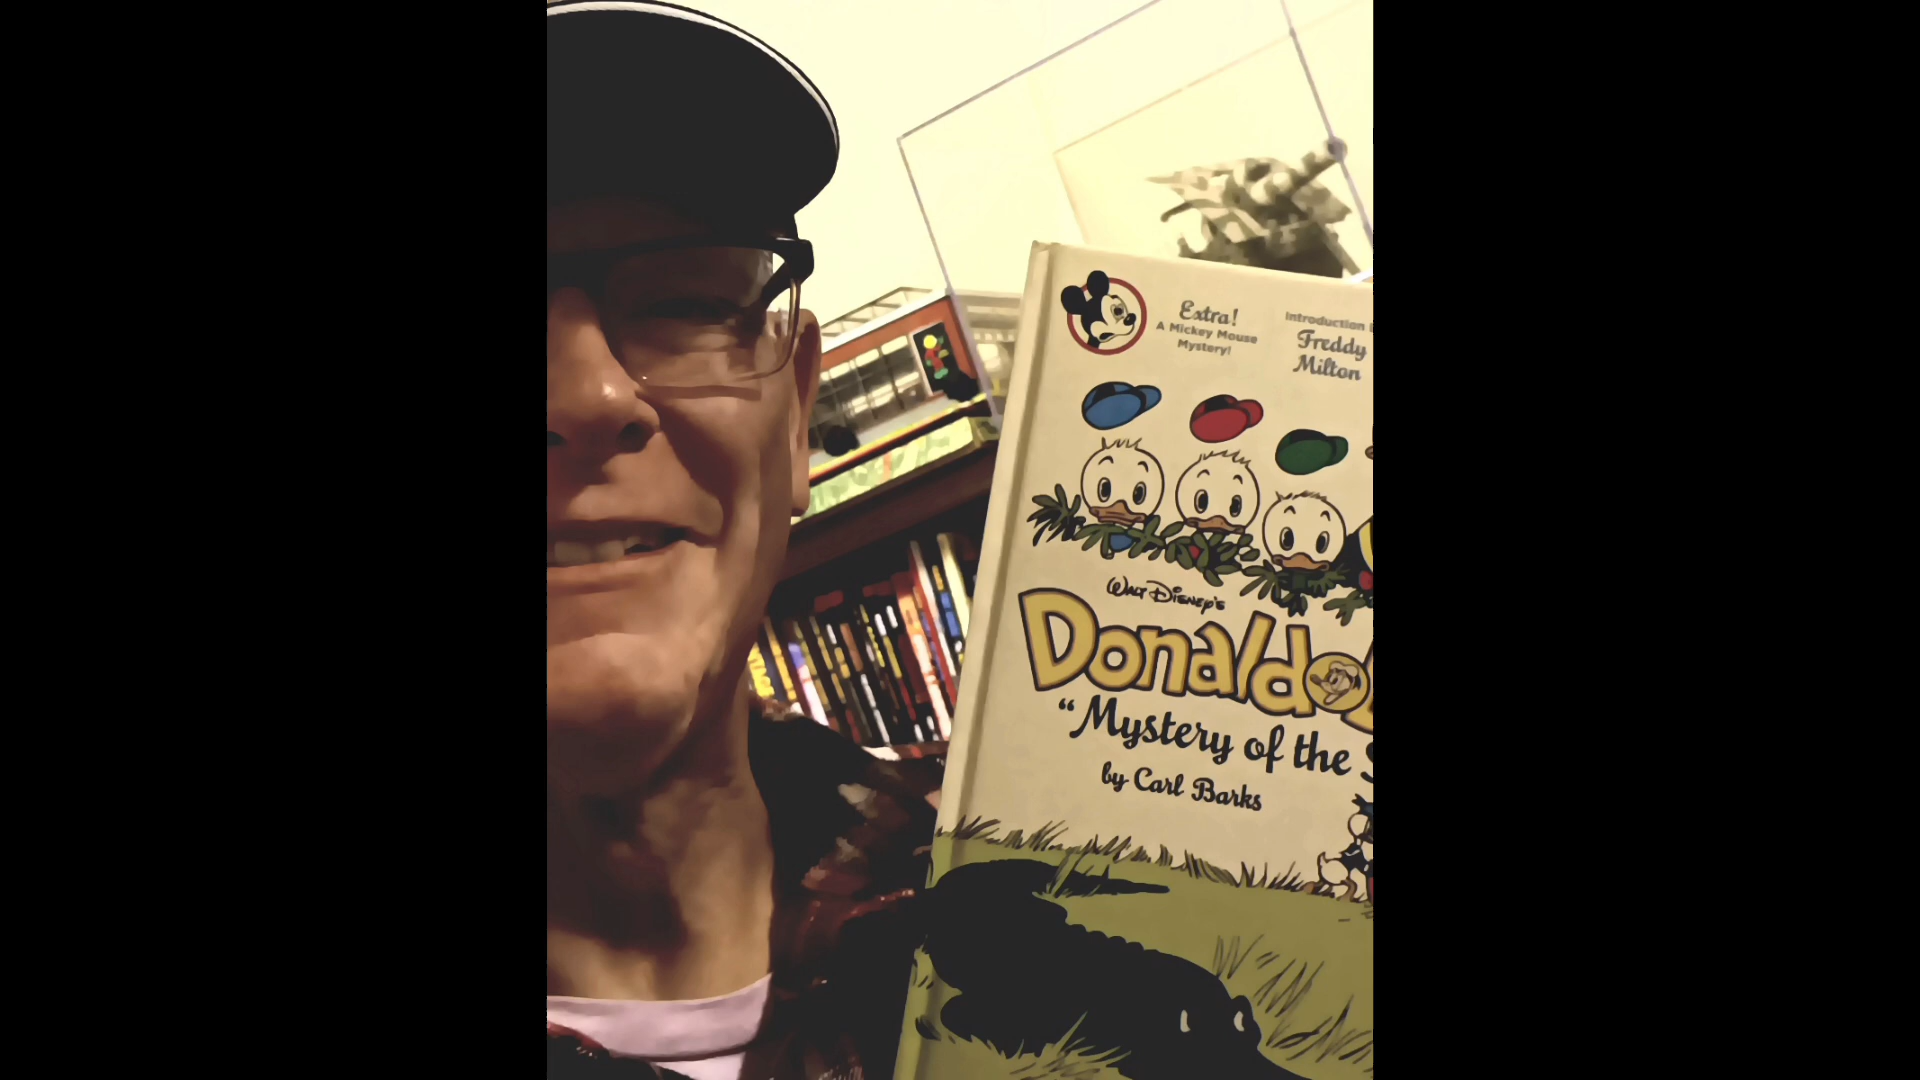 Extra!
A Mickey Mouse
Mystery!
Introduction
Freddy
Milton
Walt Disney's
Donald
"Mystery of the
by Carl Barks